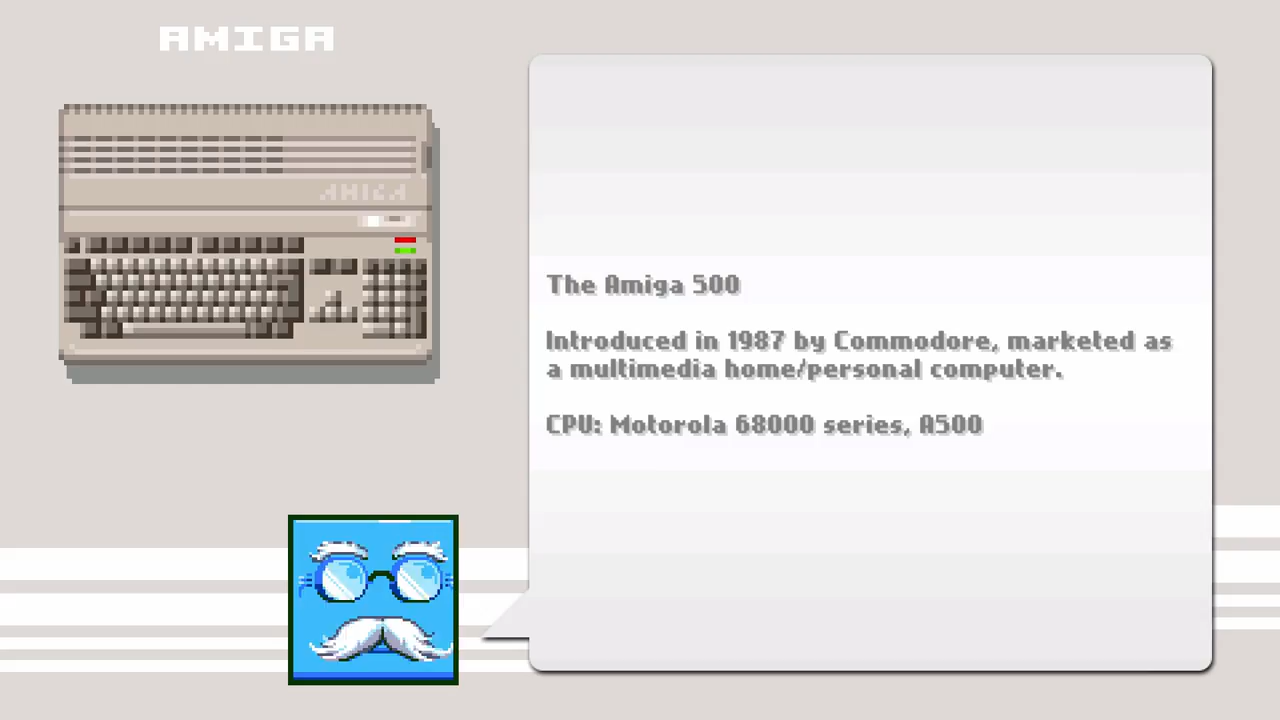 AMIGA
AMIGA
The Amiga 500
Introduced in 1987 by Commodore, marketed as
a multimedia home/personal computer.
CPU: Motorola 68000 series, A500